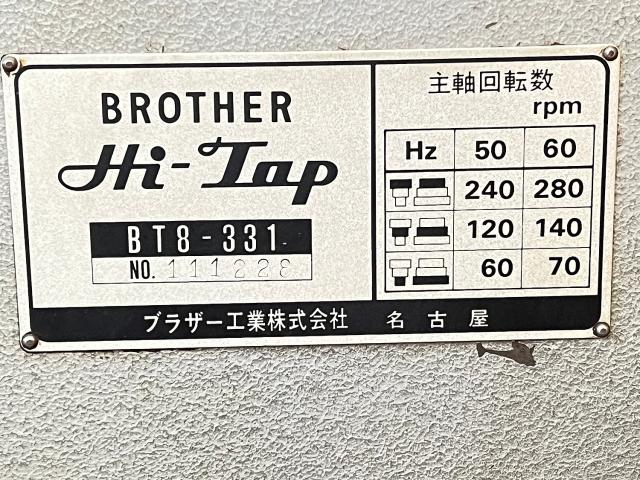 BROTHER
Hi-Tap
BT8-331
NO. 111228
主軸回転数
rpm
Hz 50 60
240 280
120 140
60 70
ブラザー工業株式会社 名古屋